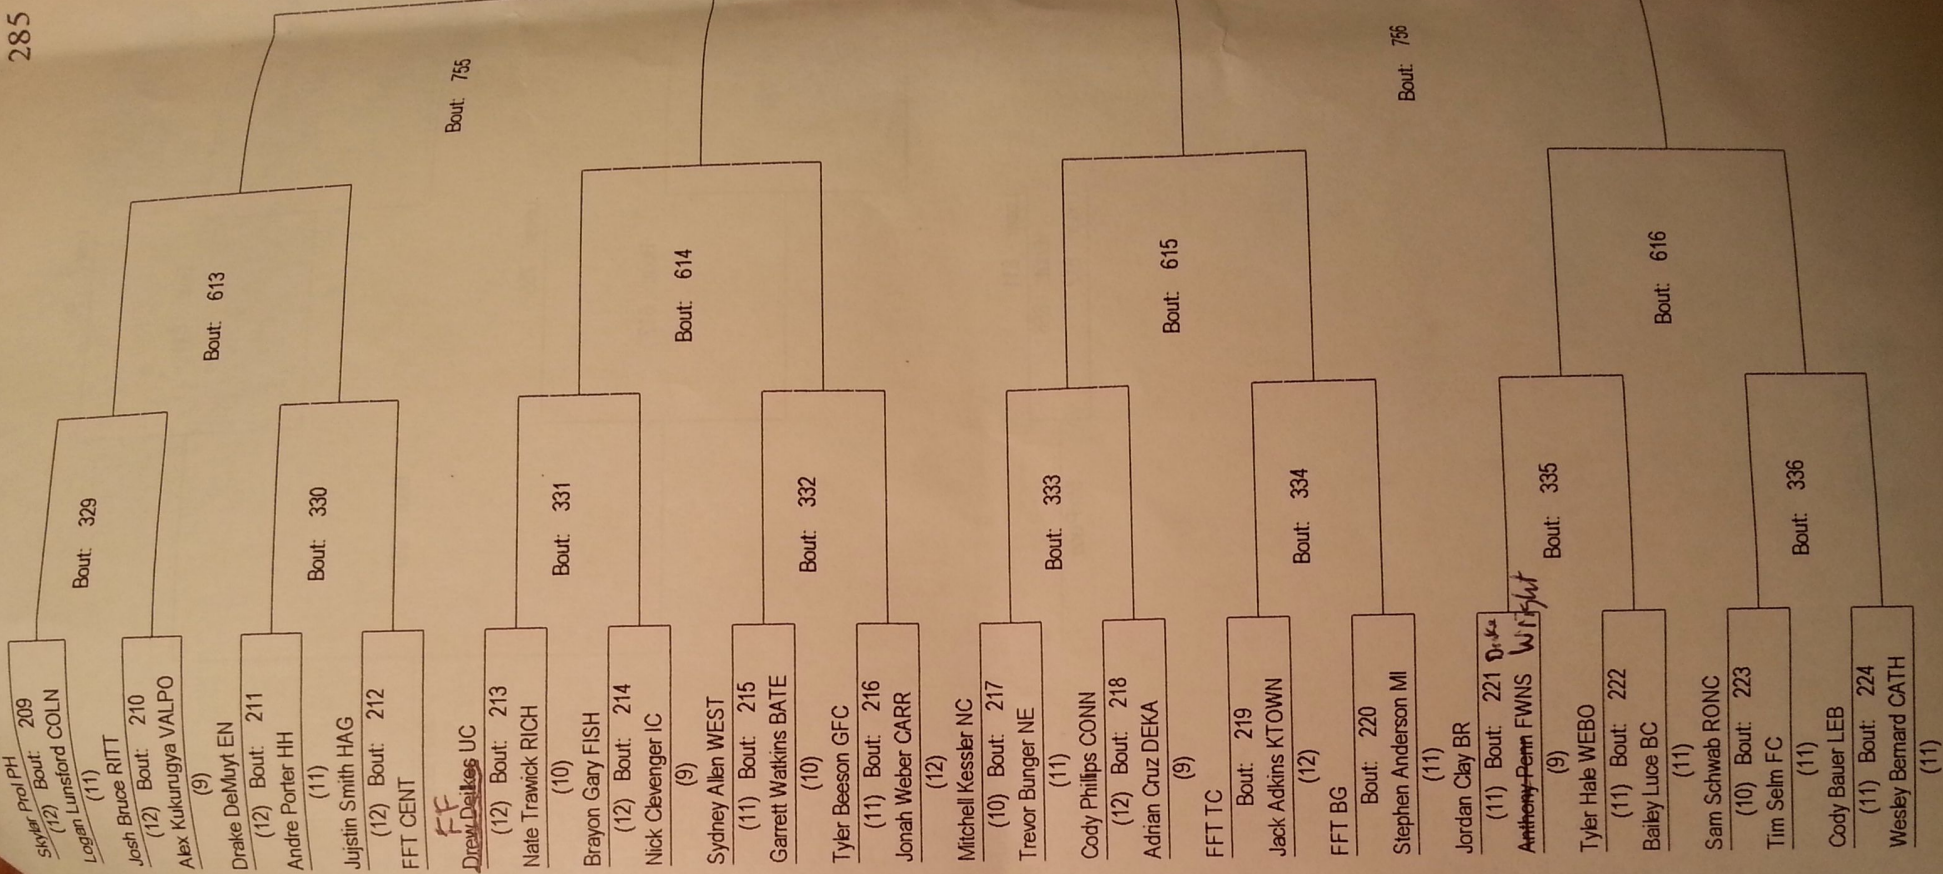 285
Skyler Prol PH
(12) Bout: 209
Logan Lunsford COLN
(11)
Josh Bruce RITT
(12) Bout: 210
Alex Kukurugya VALPO
(9)
Drake DeMuyt EN
(12) Bout: 211
Andre Porter HH
(11)
Jujstin Smith HAG
(12) Bout: 212
FFT CENT
FF
Drew Deikes UC
(12) Bout: 213
Nate Trawick RICH
(10)
Brayon Gary FISH
(12) Bout: 214
Nick Clevenger IC
(9)
Sydney Allen WEST
(11) Bout: 215
Garrett Watkins BATE
(10)
Tyler Beeson GFC
(11) Bout: 216
Jonah Weber CARR
(12)
Mitchell Kessler NC
(10) Bout: 217
Trevor Bunger NE
(11)
Cody Phillips CONN
(12) Bout: 218
Adrian Cruz DEKA
(9)
FFT TC
Bout: 219
Jack Adkins KTOWN
(12)
FFT BG
Bout: 220
Stephen Anderson MI
(11)
Jordan Clay BR
(11) Bout: 221
Anthony Penn FWNS Wright
(9)
Tyler Hale WEBO
(11) Bout: 222
Bailey Luce BC
(11)
Sam Schwab RONC
(10) Bout: 223
Tim Selm FC
(11)
Cody Bauer LEB
(11) Bout: 224
Wesley Bernard CATH
(11)
Bout: 329
Bout: 330
Bout: 331
Bout: 332
Bout: 333
Bout: 334
Bout: 335
Bout: 336
Bout: 613
Bout: 614
Bout: 615
Bout: 616
Bout: 755
Bout: 756